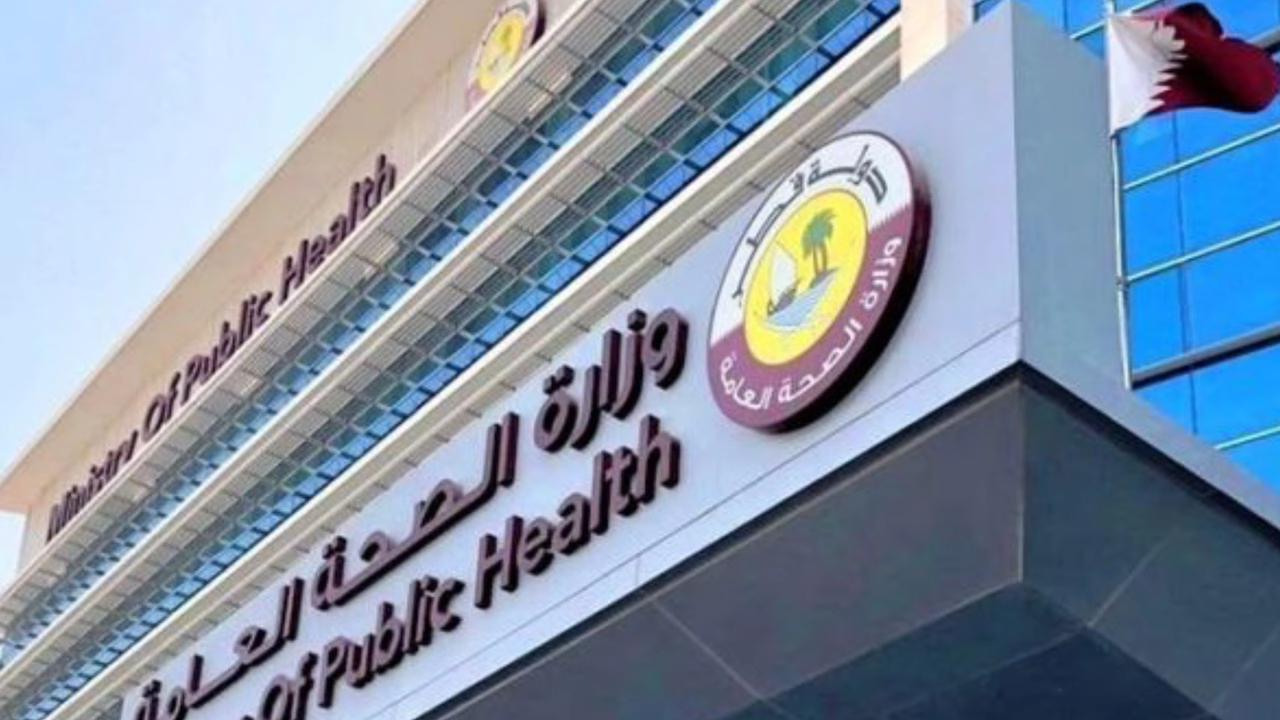 Ministry Of Public Health
وزارة الصحة العامة
Of Public Health
دولة قطر
وزارة الصحة العامة